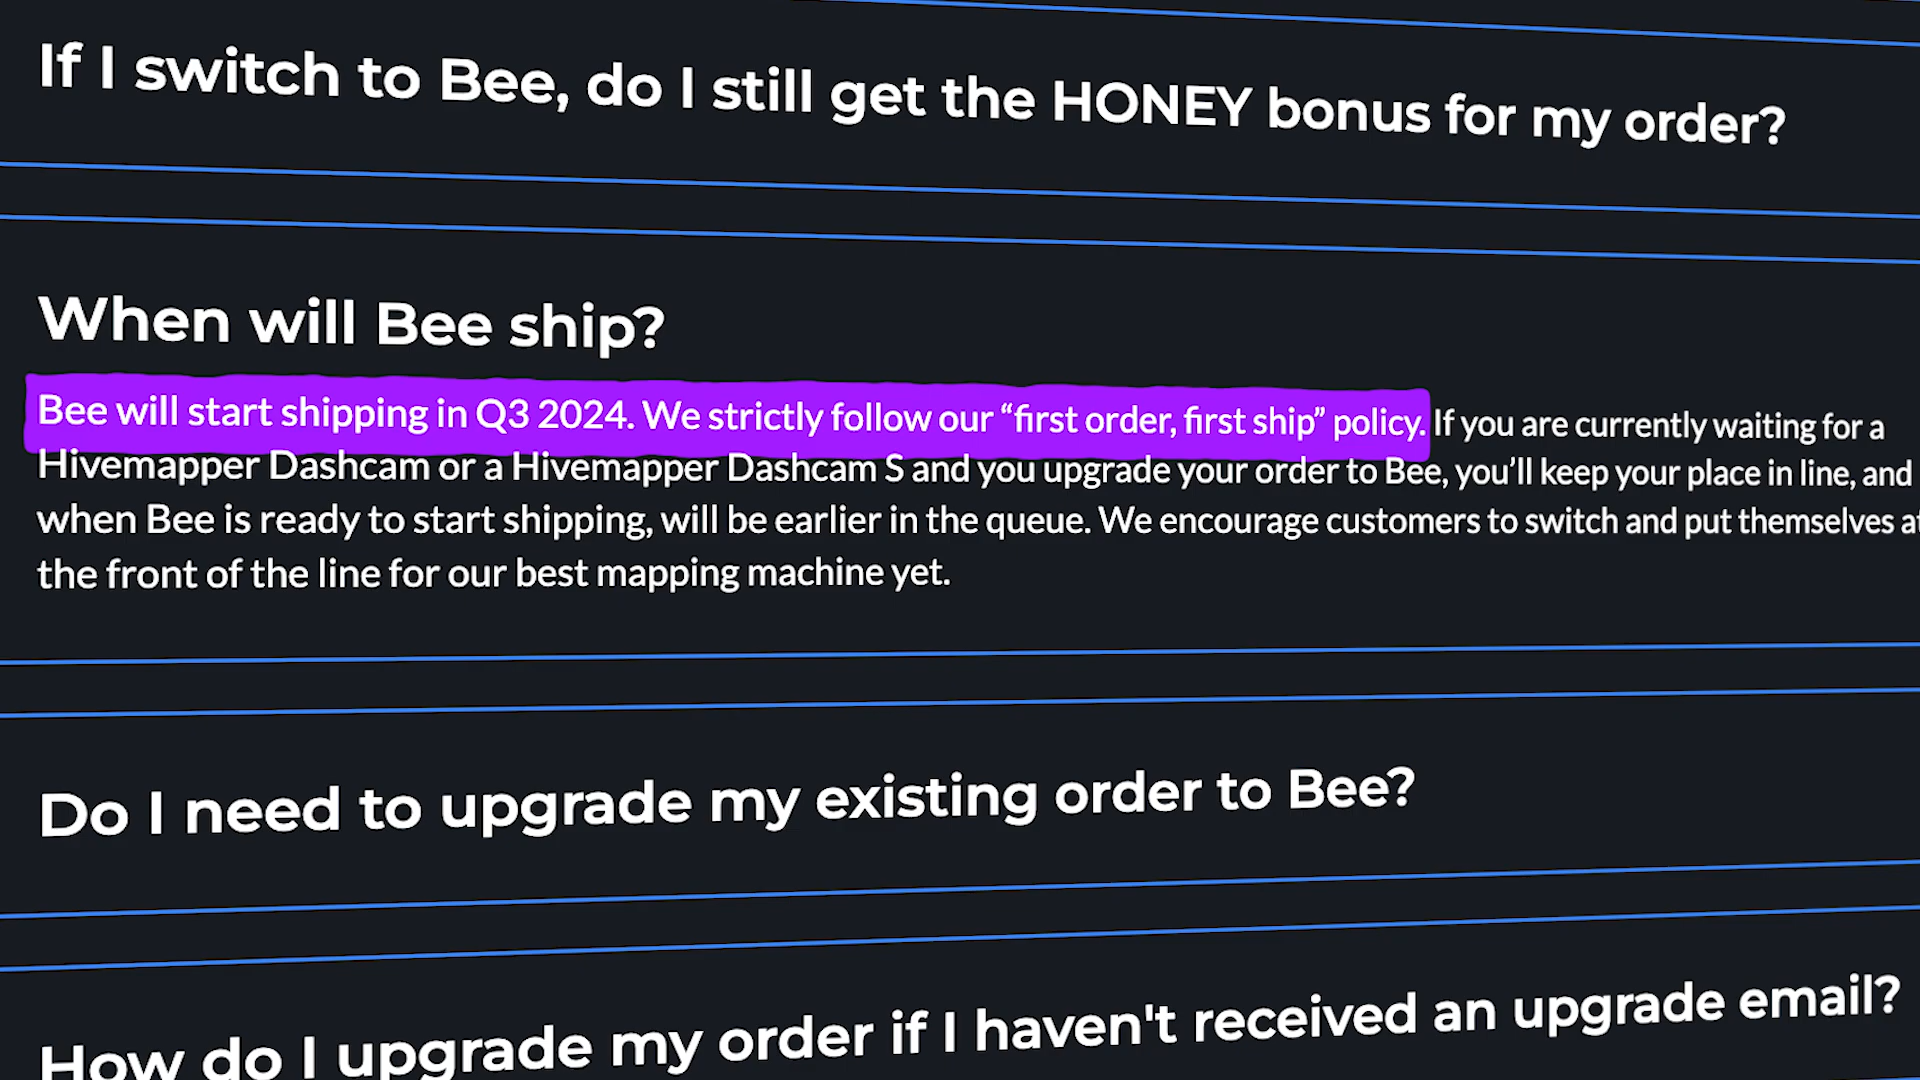 If I switch to Bee, do I still get the HONEY bonus for my order?
When will Bee ship?
Bee will start shipping in Q3 2024. We strictly follow our “first order, first ship” policy. If you are currently waiting for a
Hivemapper Dashcam or a Hivemapper Dashcam S and you upgrade your order to Bee, you’ll keep your place in line, and
when Bee is ready to start shipping, will be earlier in the queue. We encourage customers to switch and put themselves at
the front of the line for our best mapping machine yet.
Do I need to upgrade my existing order to Bee?
How do I upgrade my order if I haven't received an upgrade email?